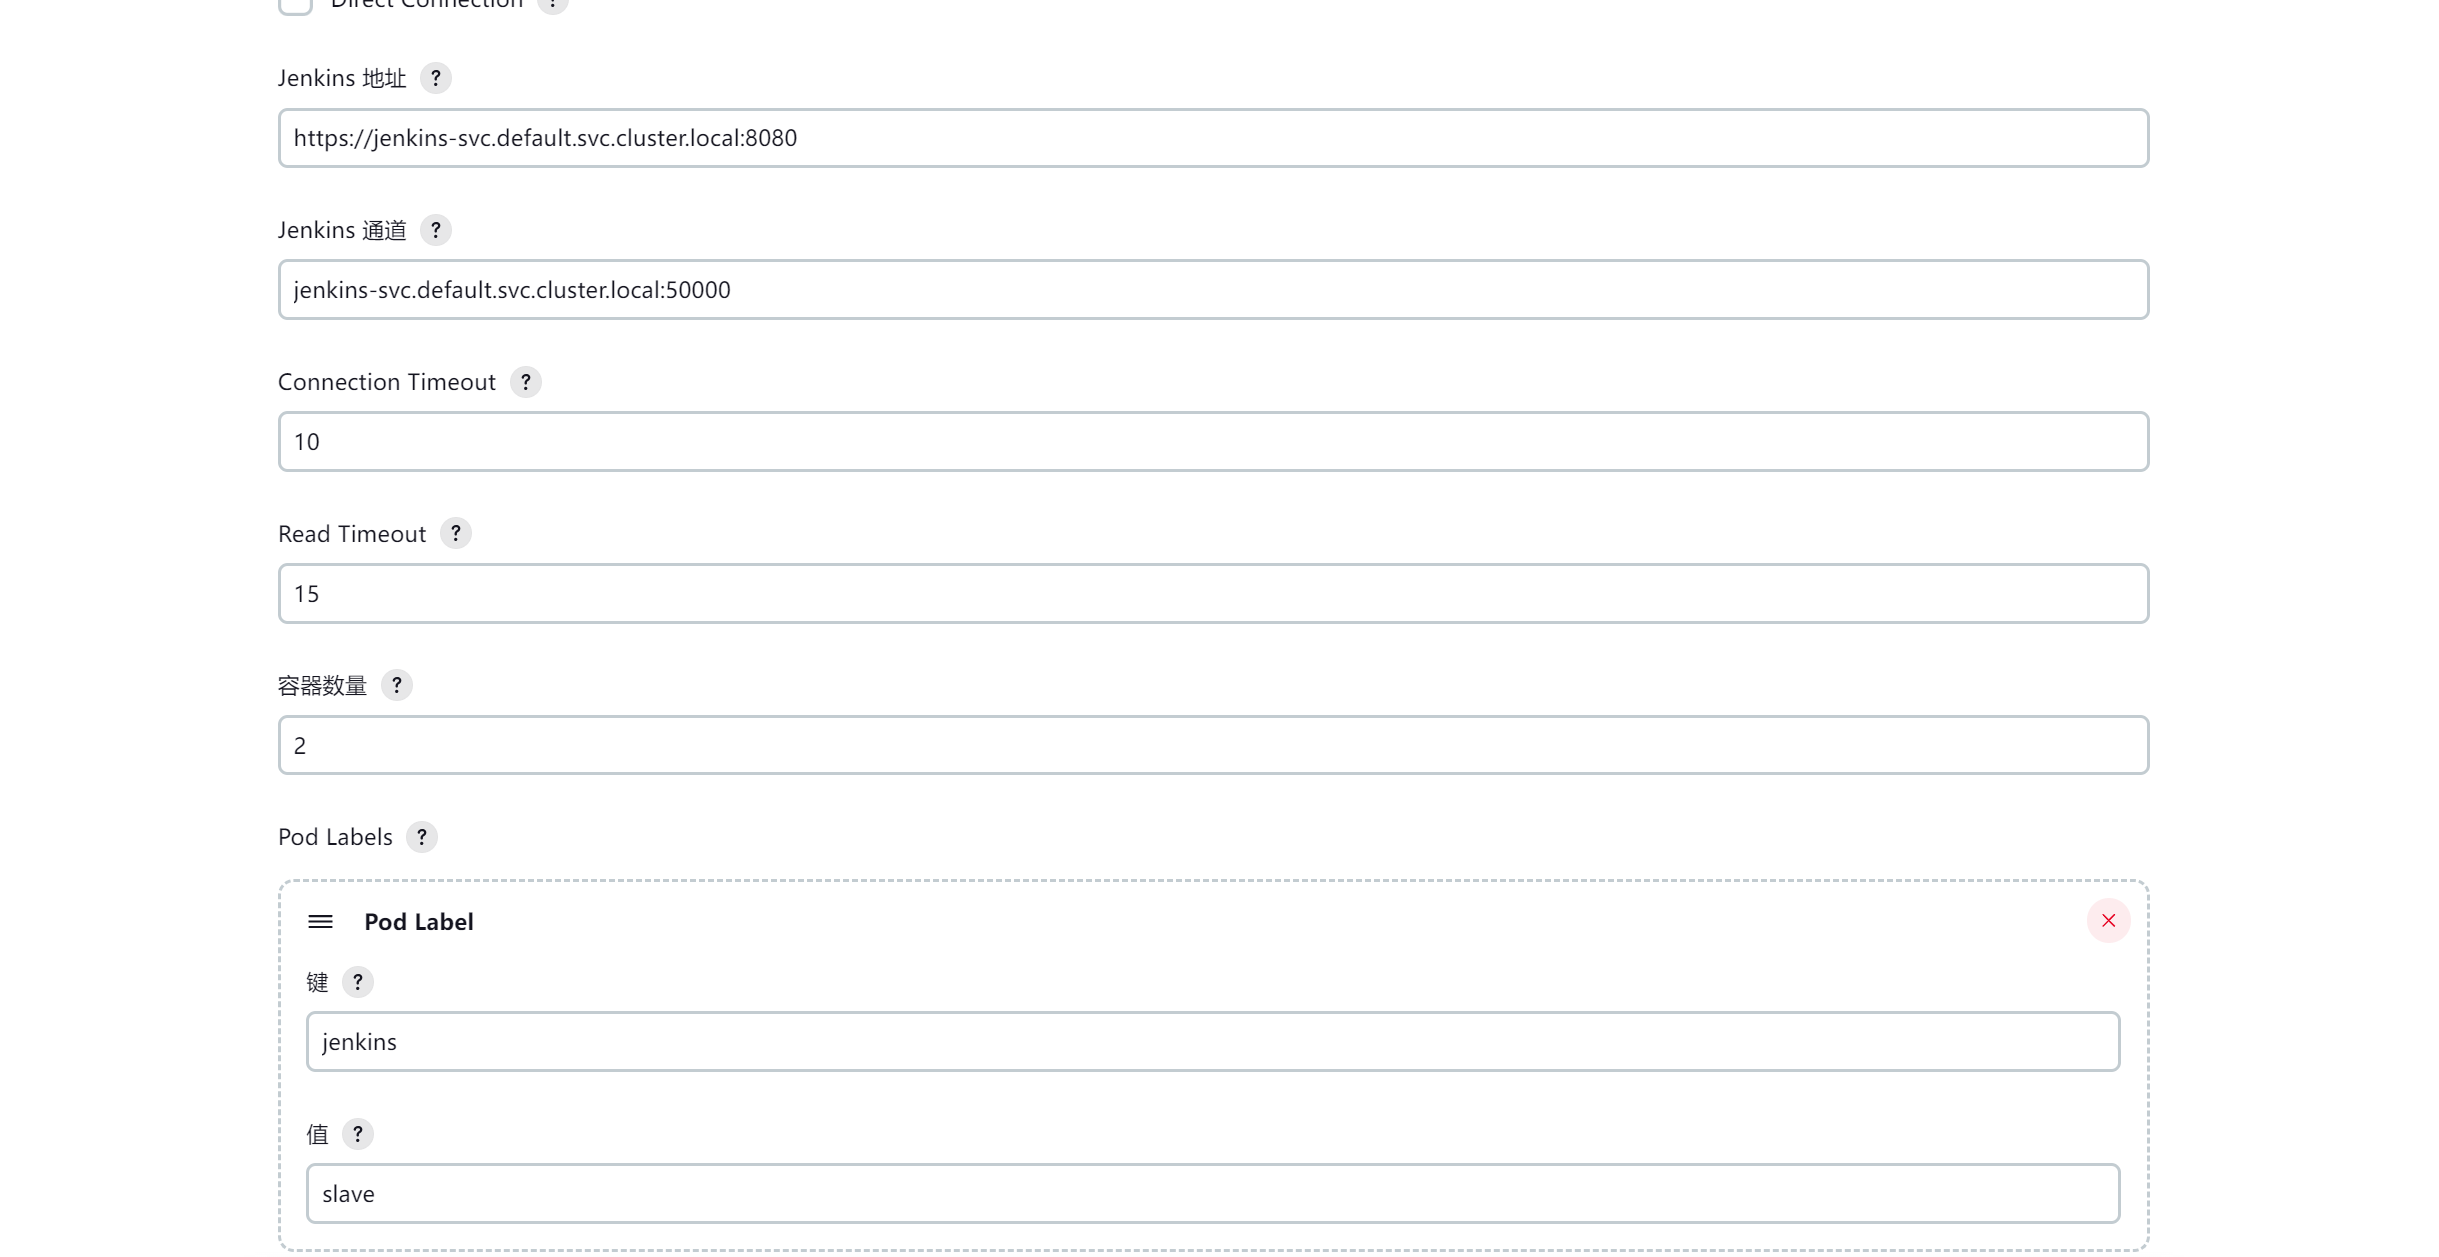 Direct Connection ?
Jenkins 地址 ?
https://jenkins-svc.default.svc.cluster.local:8080
Jenkins 通道 ?
jenkins-svc.default.svc.cluster.local:50000
Connection Timeout ?
10
Read Timeout ?
15
容器数量 ?
2
Pod Labels ?
Pod Label
键 ?
jenkins
值 ?
slave